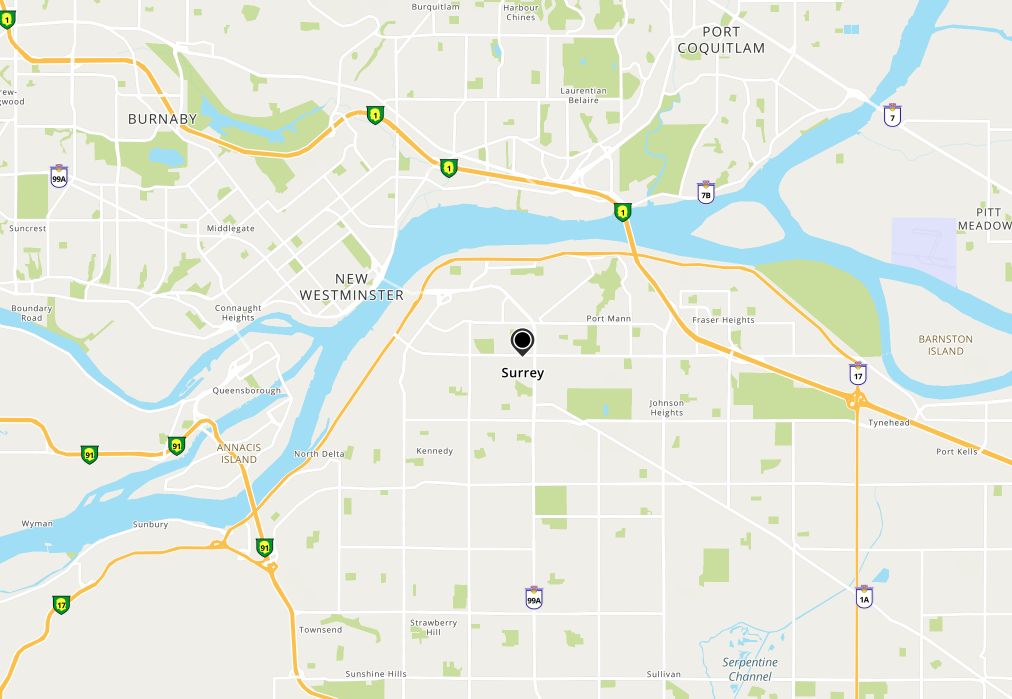 Burquitlam
Harbour
Chines
1
PORT
COQUITLAM
Laurentian
Belaire
rew-
gwood
BURNABY
1
7
1
99A
7B
1
Suncrest
Middlegate
PITT
MEADOW
NEW
WESTMINSTER
Boundary
Road
Connaught
Heights
Port Mann
Fraser Heights
BARNSTON
ISLAND
Surrey
17
Queensborough
Johnson
Heights
Tynehead
91
91
ANNACIS
ISLAND
North Delta
Kennedy
Port Kells
Wyman
Sunbury
91
17
99A
1A
Townsend
Strawberry
Hill
Sunshine Hills
Sullivan
Serpentine
Channel